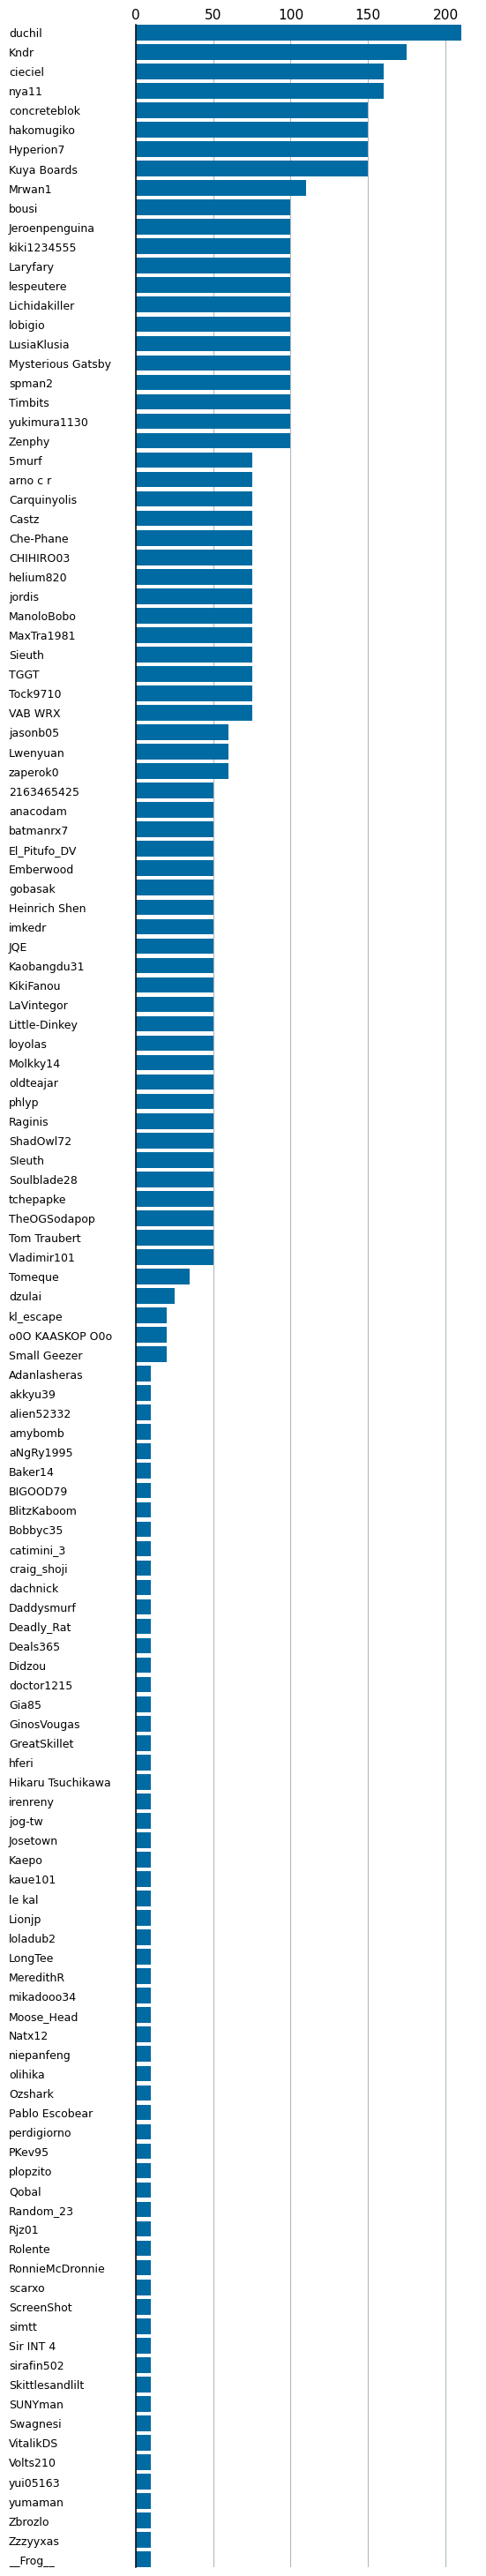 0 50 100 150 200
duchil
Kndr
cieciel
nya11
concreteblok
hakomugiko
Hyperion7
Kuya Boards
Mrwan1
bousi
Jeroenpenguina
kiki1234555
Laryfary
lespeutere
Lichidakiller
lobigio
LusiaKlusia
Mysterious Gatsby
spman2
Timbits
yukimura1130
Zenphy
5murf
arno c r
Carquinyolis
Castz
Che-Phane
CHIHIRO03
helium820
jordis
ManoloBobo
MaxTra1981
Sieuth
TGGT
Tock9710
VAB WRX
jasonb05
Lwenyuan
zaperok0
2163465425
anacodam
batmanrx7
El_Pitufo_DV
Emberwood
gobasak
Heinrich Shen
imkedr
JQE
Kaobangdu31
KikiFanou
LaVintegor
Little-Dinkey
loyolas
Molkky14
oldteajar
phlyp
Raginis
ShadOwl72
SIeuth
Soulblade28
tchepapke
TheOGSodapop
Tom Traubert
Vladimir101
Tomeque
dzulai
kl_escape
o0O KAASKOP O0o
Small Geezer
Adanlasheras
akkyu39
alien52332
amybomb
aNgRy1995
Baker14
BIGOOD79
BlitzKaboom
Bobbyc35
catimini_3
craig_shoji
dachnick
Daddysmurf
Deadly_Rat
Deals365
Didzou
doctor1215
Gia85
GinosVougas
GreatSkillet
hferi
Hikaru Tsuchikawa
irenreny
jog-tw
Josetown
Kaepo
kaue101
le kal
Lionjp
loladub2
LongTee
MeredithR
mikadooo34
Moose_Head
Natx12
niepanfeng
olihika
Ozshark
Pablo Escobear
perdigiorno
PKev95
plopzito
Qobal
Random_23
Rjz01
Rolente
RonnieMcDronnie
scarxo
ScreenShot
simtt
Sir INT 4
sirafin502
Skittlesandlilt
SUNYman
Swagnesi
VitalikDS
Volts210
yui05163
yumaman
Zbrozlo
Zzzyyxas
__Frog__